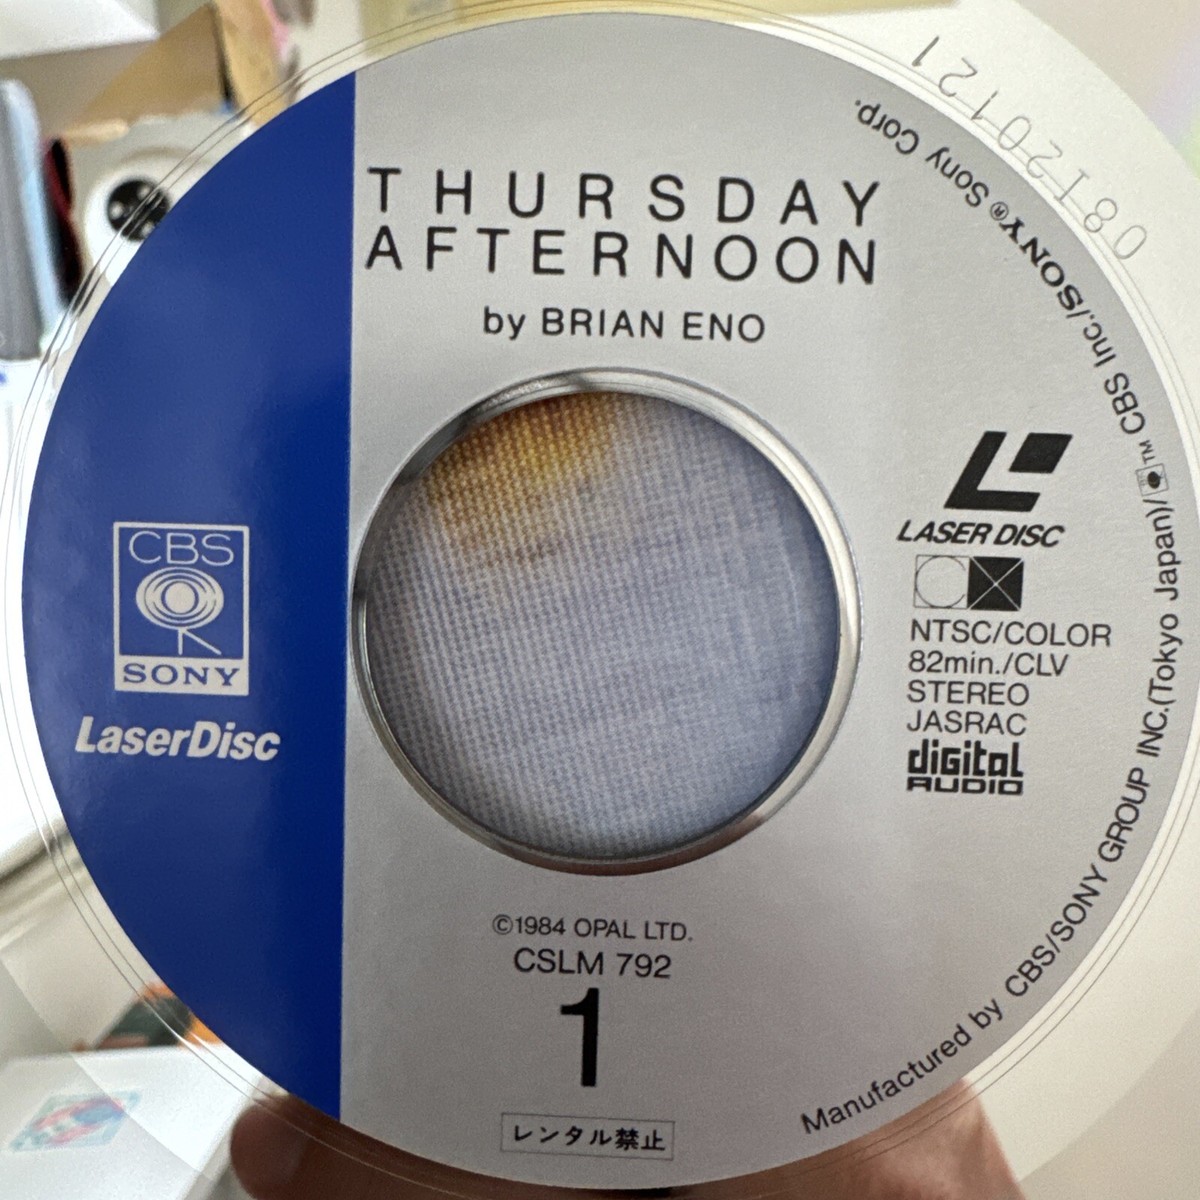 THURSDAY
AFTERNOON
by BRIAN ENO
CBS
SONY
LaserDisc
LASER DISC
NTSC/COLOR
82min./CLV
STEREO
JASRAC
digital
AUDIO
©1984 OPAL LTD.
CSLM 792
1
レンタル禁止
Manufactured by CBS/SONY GROUP INC.(Tokyo Japan)/™ CBS Inc./SONY® Sony Corp.
08I20121